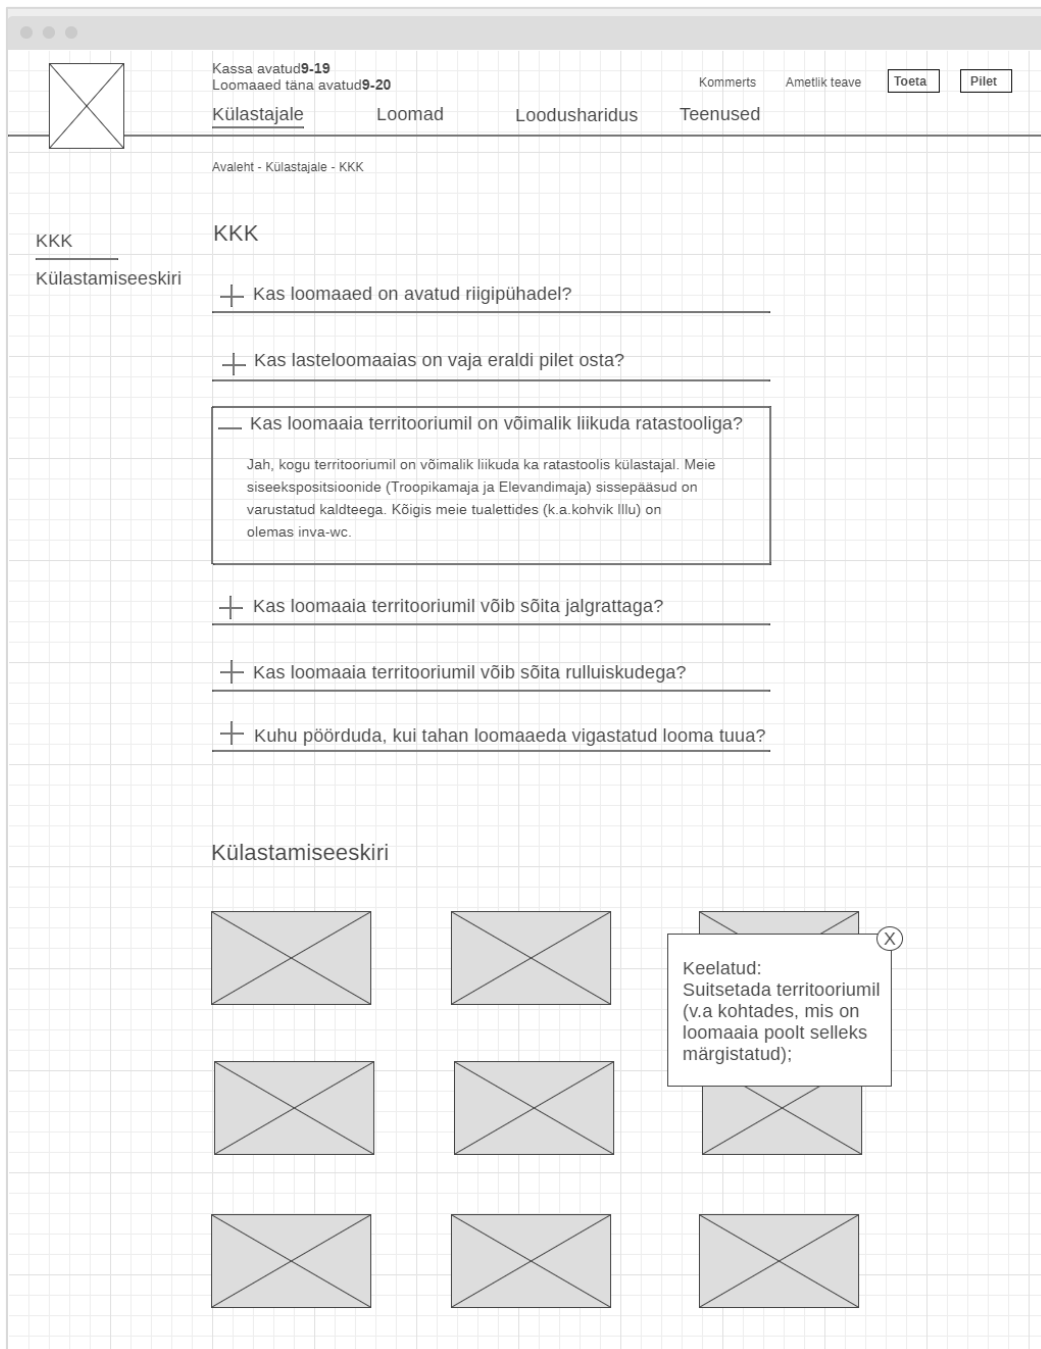 Kassa avatud9-19
Loomaaed täna avatud9-20
Kommerts
Ametlik teave
Toeta
Pilet
Külastajale
Loomad
Loodusharidus
Teenused
Avaleht - Külastajale - KKK
KKK
Külastamiseeskiri
KKK
Kas loomaaed on avatud riigipühadel?
Kas lasteloomaaias on vaja eraldi pilet osta?
Kas loomaaia territooriumil on võimalik liikuda ratastooliga?
Jah, kogu territooriumil on võimalik liikuda ka ratastoolis külastajal. Meie
siseekspositsioonide (Troopikamaja ja Elevandimaja) sissepääsud on
varustatud kaldteega. Kõigis meie tualettides (k.a.kohvik Illu) on
olemas inva-wc.
Kas loomaaia territooriumil võib sõita jalgrattaga?
Kas loomaaia territooriumil võib sõita rulluiskudega?
Kuhu pöörduda, kui tahan loomaaeda vigastatud looma tuua?
Külastamiseeskiri
X
Keelatud:
Suitsetada territooriumil
(v.a kohtades, mis on
loomaaia poolt selleks
märgistatud);